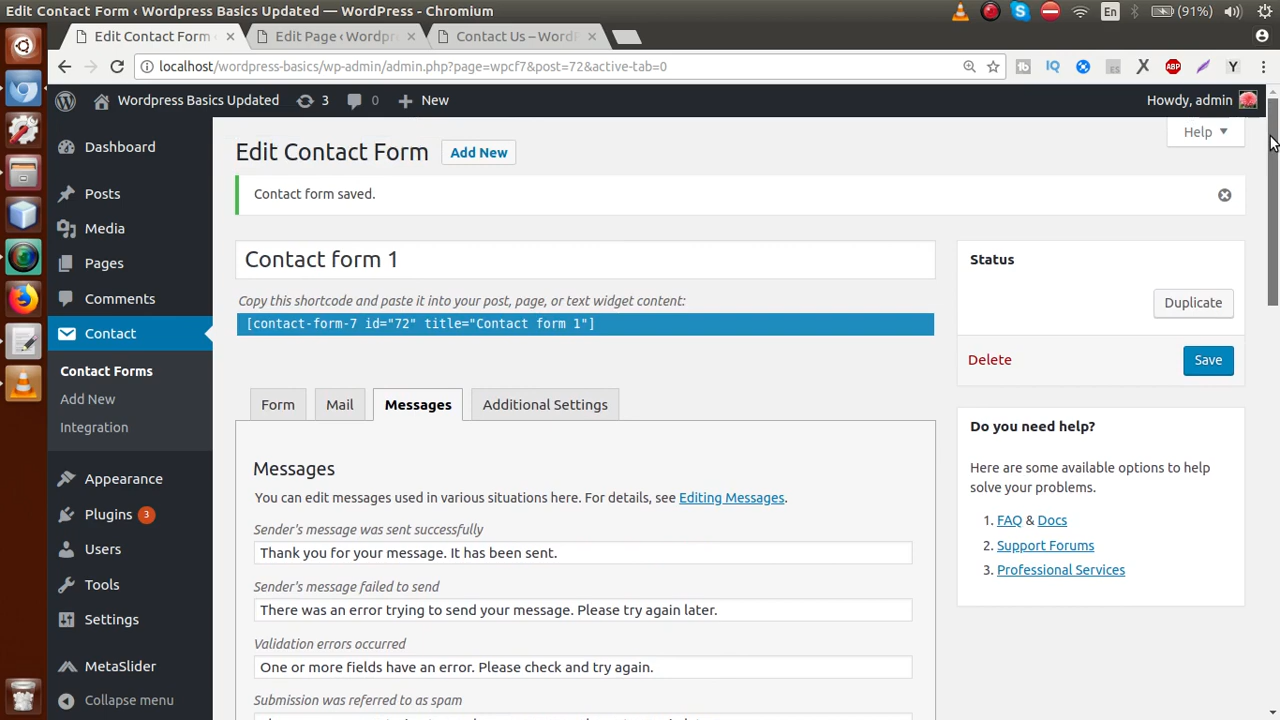 Edit Contact Form ‹ Wordpress Basics Updated — WordPress - Chromium
En
(91%)
Edit Contact Form ‹
Edit Page ‹ Wordpre
Contact Us – WordP
localhost/wordpress-basics/wp-admin/admin.php?page=wpcf7&post=72&active-tab=0
Wordpress Basics Updated
3
0
New
Howdy, admin
Help
Dashboard
Posts
Media
Pages
Comments
Contact
Contact Forms
Add New
Integration
Appearance
Plugins 3
Users
Tools
Settings
MetaSlider
Collapse menu
Edit Contact Form
Add New
Contact form saved.
Contact form 1
Copy this shortcode and paste it into your post, page, or text widget content:
[contact-form-7 id="72" title="Contact form 1"]
Form
Mail
Messages
Additional Settings
Messages
You can edit messages used in various situations here. For details, see Editing Messages.
Sender's message was sent successfully
Thank you for your message. It has been sent.
Sender's message failed to send
There was an error trying to send your message. Please try again later.
Validation errors occurred
One or more fields have an error. Please check and try again.
Submission was referred to as spam
Status
Duplicate
Delete
Save
Do you need help?
Here are some available options to help
solve your problems.
1. FAQ & Docs
2. Support Forums
3. Professional Services